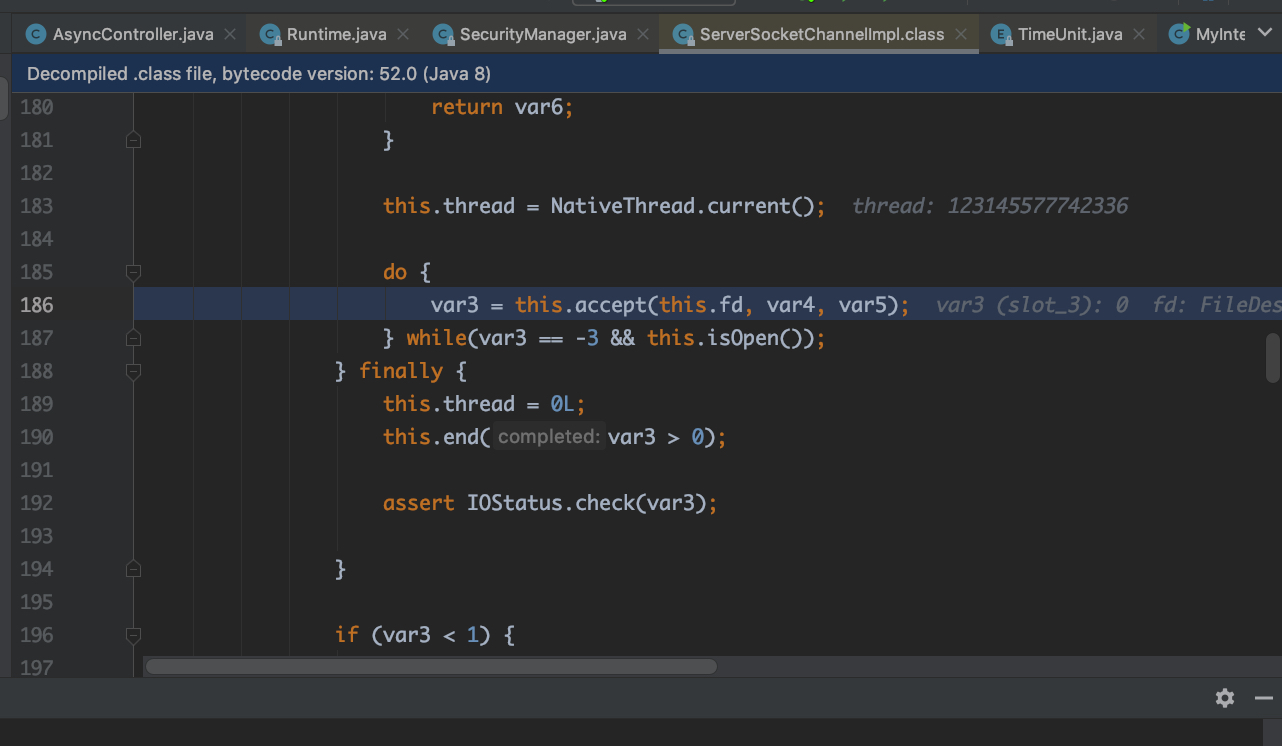 AsyncController.java Runtime.java SecurityManager.java ServerSocketChannelImpl.class TimeUnit.java MyInte
Decompiled .class file, bytecode version: 52.0 (Java 8)
180 return var6;
181 }
182
183 this.thread = NativeThread.current(); thread: 123145577742336
184
185 do {
186 var3 = this.accept(this.fd, var4, var5); var3 (slot_3): 0 fd: FileDes
187 } while(var3 == -3 && this.isOpen());
188 } finally {
189 this.thread = 0L;
190 this.end( completed: var3 > 0);
191
192 assert IOStatus.check(var3);
193
194 }
195
196 if (var3 < 1) {
197